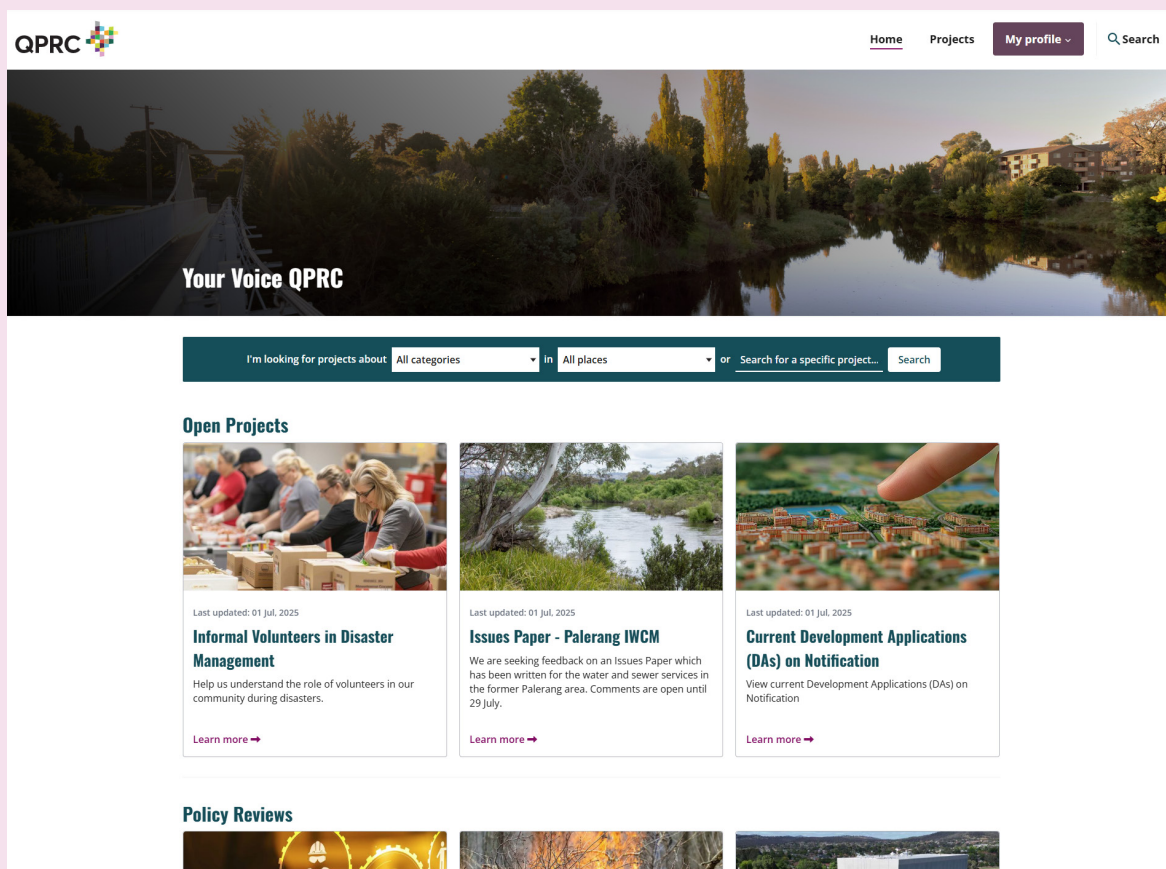 QPRC
Home Projects My profile Search
Your Voice QPRC
I'm looking for projects about All categories in All places or Search for a specific project... Search
Open Projects
Last updated: 01 Jul, 2025
Informal Volunteers in Disaster
Management
Help us understand the role of volunteers in our
community during disasters.
Learn more
Last updated: 01 Jul, 2025
Issues Paper - Palerang IWCM
We are seeking feedback on an Issues Paper which
has been written for the water and sewer services in
the former Palerang area. Comments are open until
29 July.
Learn more
Last updated: 01 Jul, 2025
Current Development Applications
(DAs) on Notification
View current Development Applications (DAs) on
Notification
Learn more
Policy Reviews